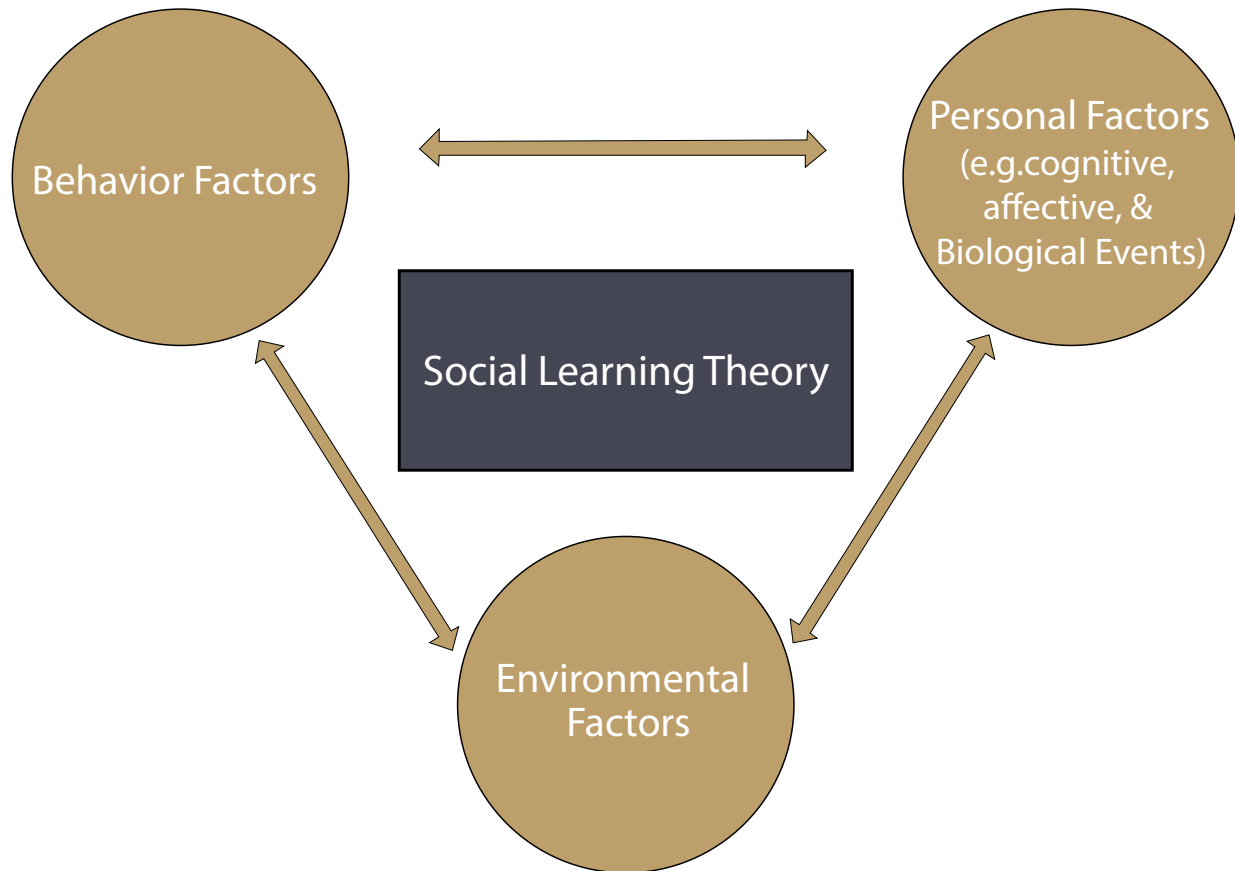 Behavior Factors
Personal Factors
(e.g.cognitive,
affective, &
Biological Events)
Social Learning Theory
Environmental
Factors